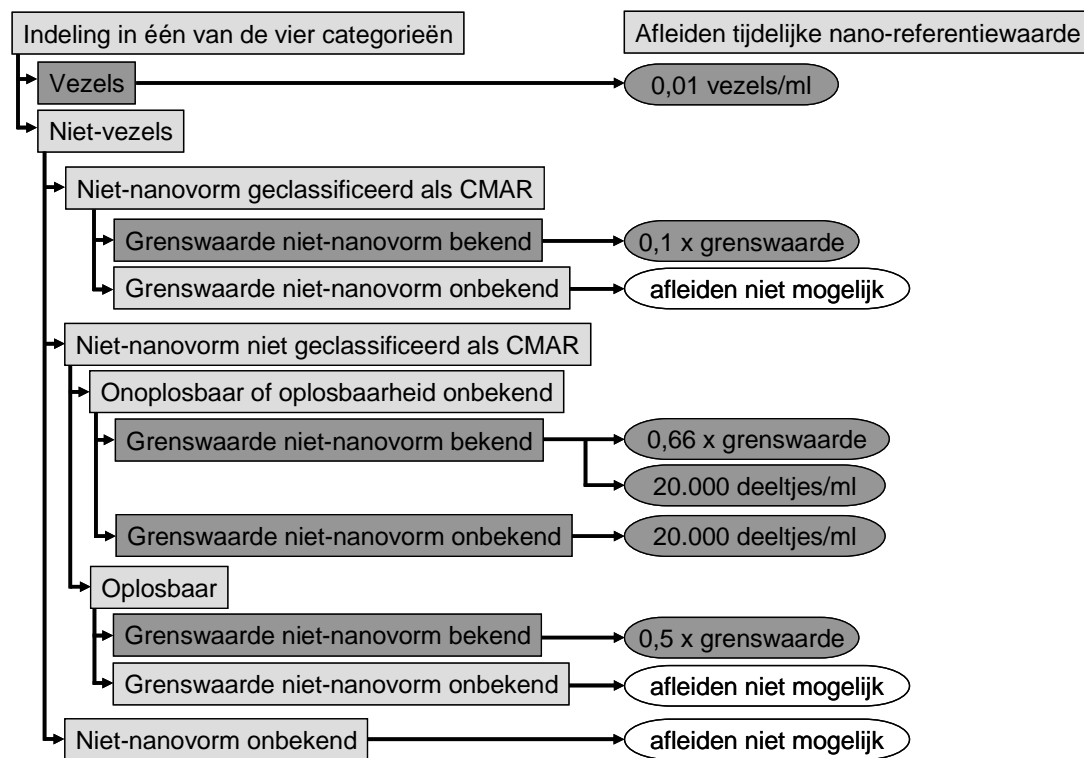 Indeling in één van de vier categorieën
Afleiden tijdelijke nano-referentiewaarde
Vezels
0,01 vezels/ml
Niet-vezels
Niet-nanovorm geclassificeerd als CMAR
Grenswaarde niet-nanovorm bekend
0,1 x grenswaarde
Grenswaarde niet-nanovorm onbekend
afleiden niet mogelijk
Niet-nanovorm niet geclassificeerd als CMAR
Onoplosbaar of oplosbaarheid onbekend
Grenswaarde niet-nanovorm bekend
0,66 x grenswaarde
20.000 deeltjes/ml
Grenswaarde niet-nanovorm onbekend
20.000 deeltjes/ml
Oplosbaar
Grenswaarde niet-nanovorm bekend
0,5 x grenswaarde
Grenswaarde niet-nanovorm onbekend
afleiden niet mogelijk
Niet-nanovorm onbekend
afleiden niet mogelijk